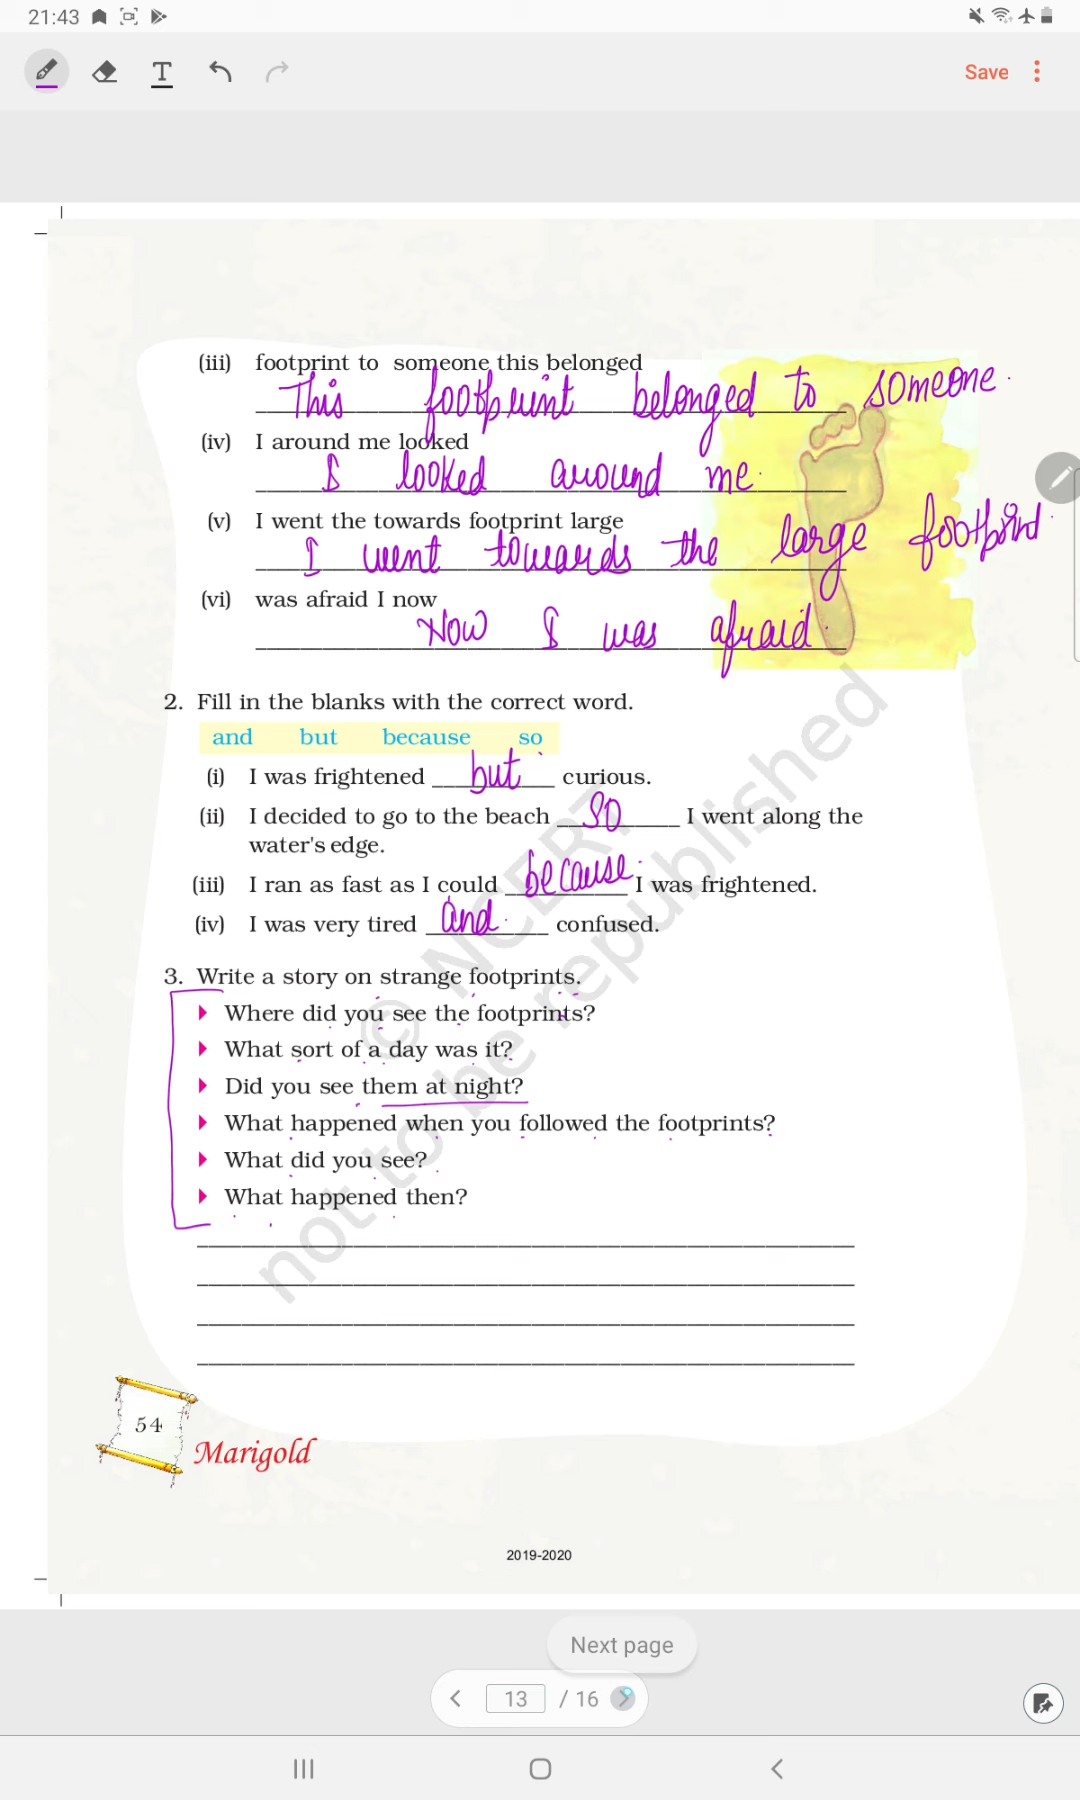 21:43
Save
(iii) footprint to someone this belonged
This footprint belonged to someone.
(iv) I around me looked
I looked around me.
(v) I went the towards footprint large
I went towards the large footprint.
(vi) was afraid I now
Now I was afraid.
2. Fill in the blanks with the correct word.
and but because so
(i) I was frightened but curious.
(ii) I decided to go to the beach so I went along the
water's edge.
(iii) I ran as fast as I could because I was frightened.
(iv) I was very tired and confused.
3. Write a story on strange footprints.
Where did you see the footprints?
What sort of a day was it?
Did you see them at night?
What happened when you followed the footprints?
What did you see?
What happened then?
© NCERT
not to be republished
54
Marigold
2019-2020
Next page
13 / 16